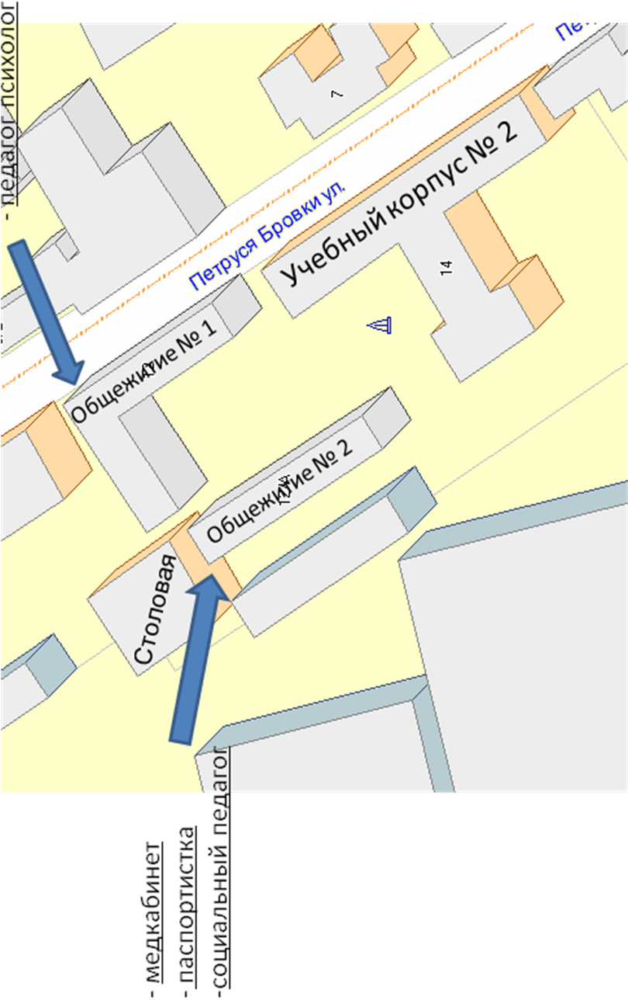 - педагог психолог
7
Петруся Бровки ул.
Учебный корпус № 2
14
Общежитие № 1
Общежитие № 2
Столовая
- медкабинет
- паспортистка
-социальный педагог